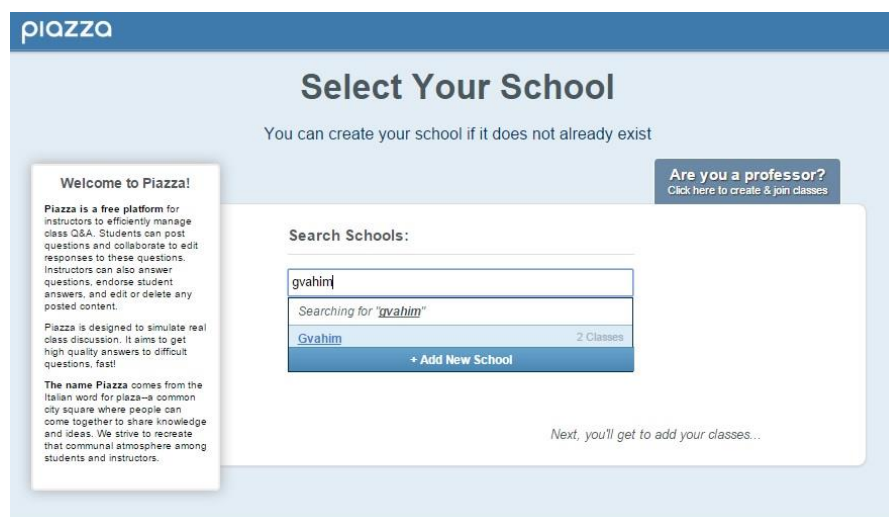 piazza
Select Your School
You can create your school if it does not already exist
Are you a professor?
Click here to create & join classes
Welcome to Piazza!
Piazza is a free platform for
instructors to efficiently manage
class Q&A. Students can post
questions and collaborate to edit
responses to these questions.
Instructors can also answer
questions, endorse student
answers, and edit or delete any
posted content.
Piazza is designed to simulate real
class discussion. It aims to get
high quality answers to difficult
questions, fast!
The name Piazza comes from the
Italian word for plaza--a common
city square where people can
come together to share knowledge
and ideas. We strive to recreate
that communal atmosphere among
students and instructors.
Search Schools:
gvahim
Searching for "gvahim"
Gvahim 2 Classes
+ Add New School
Next, you'll get to add your classes...